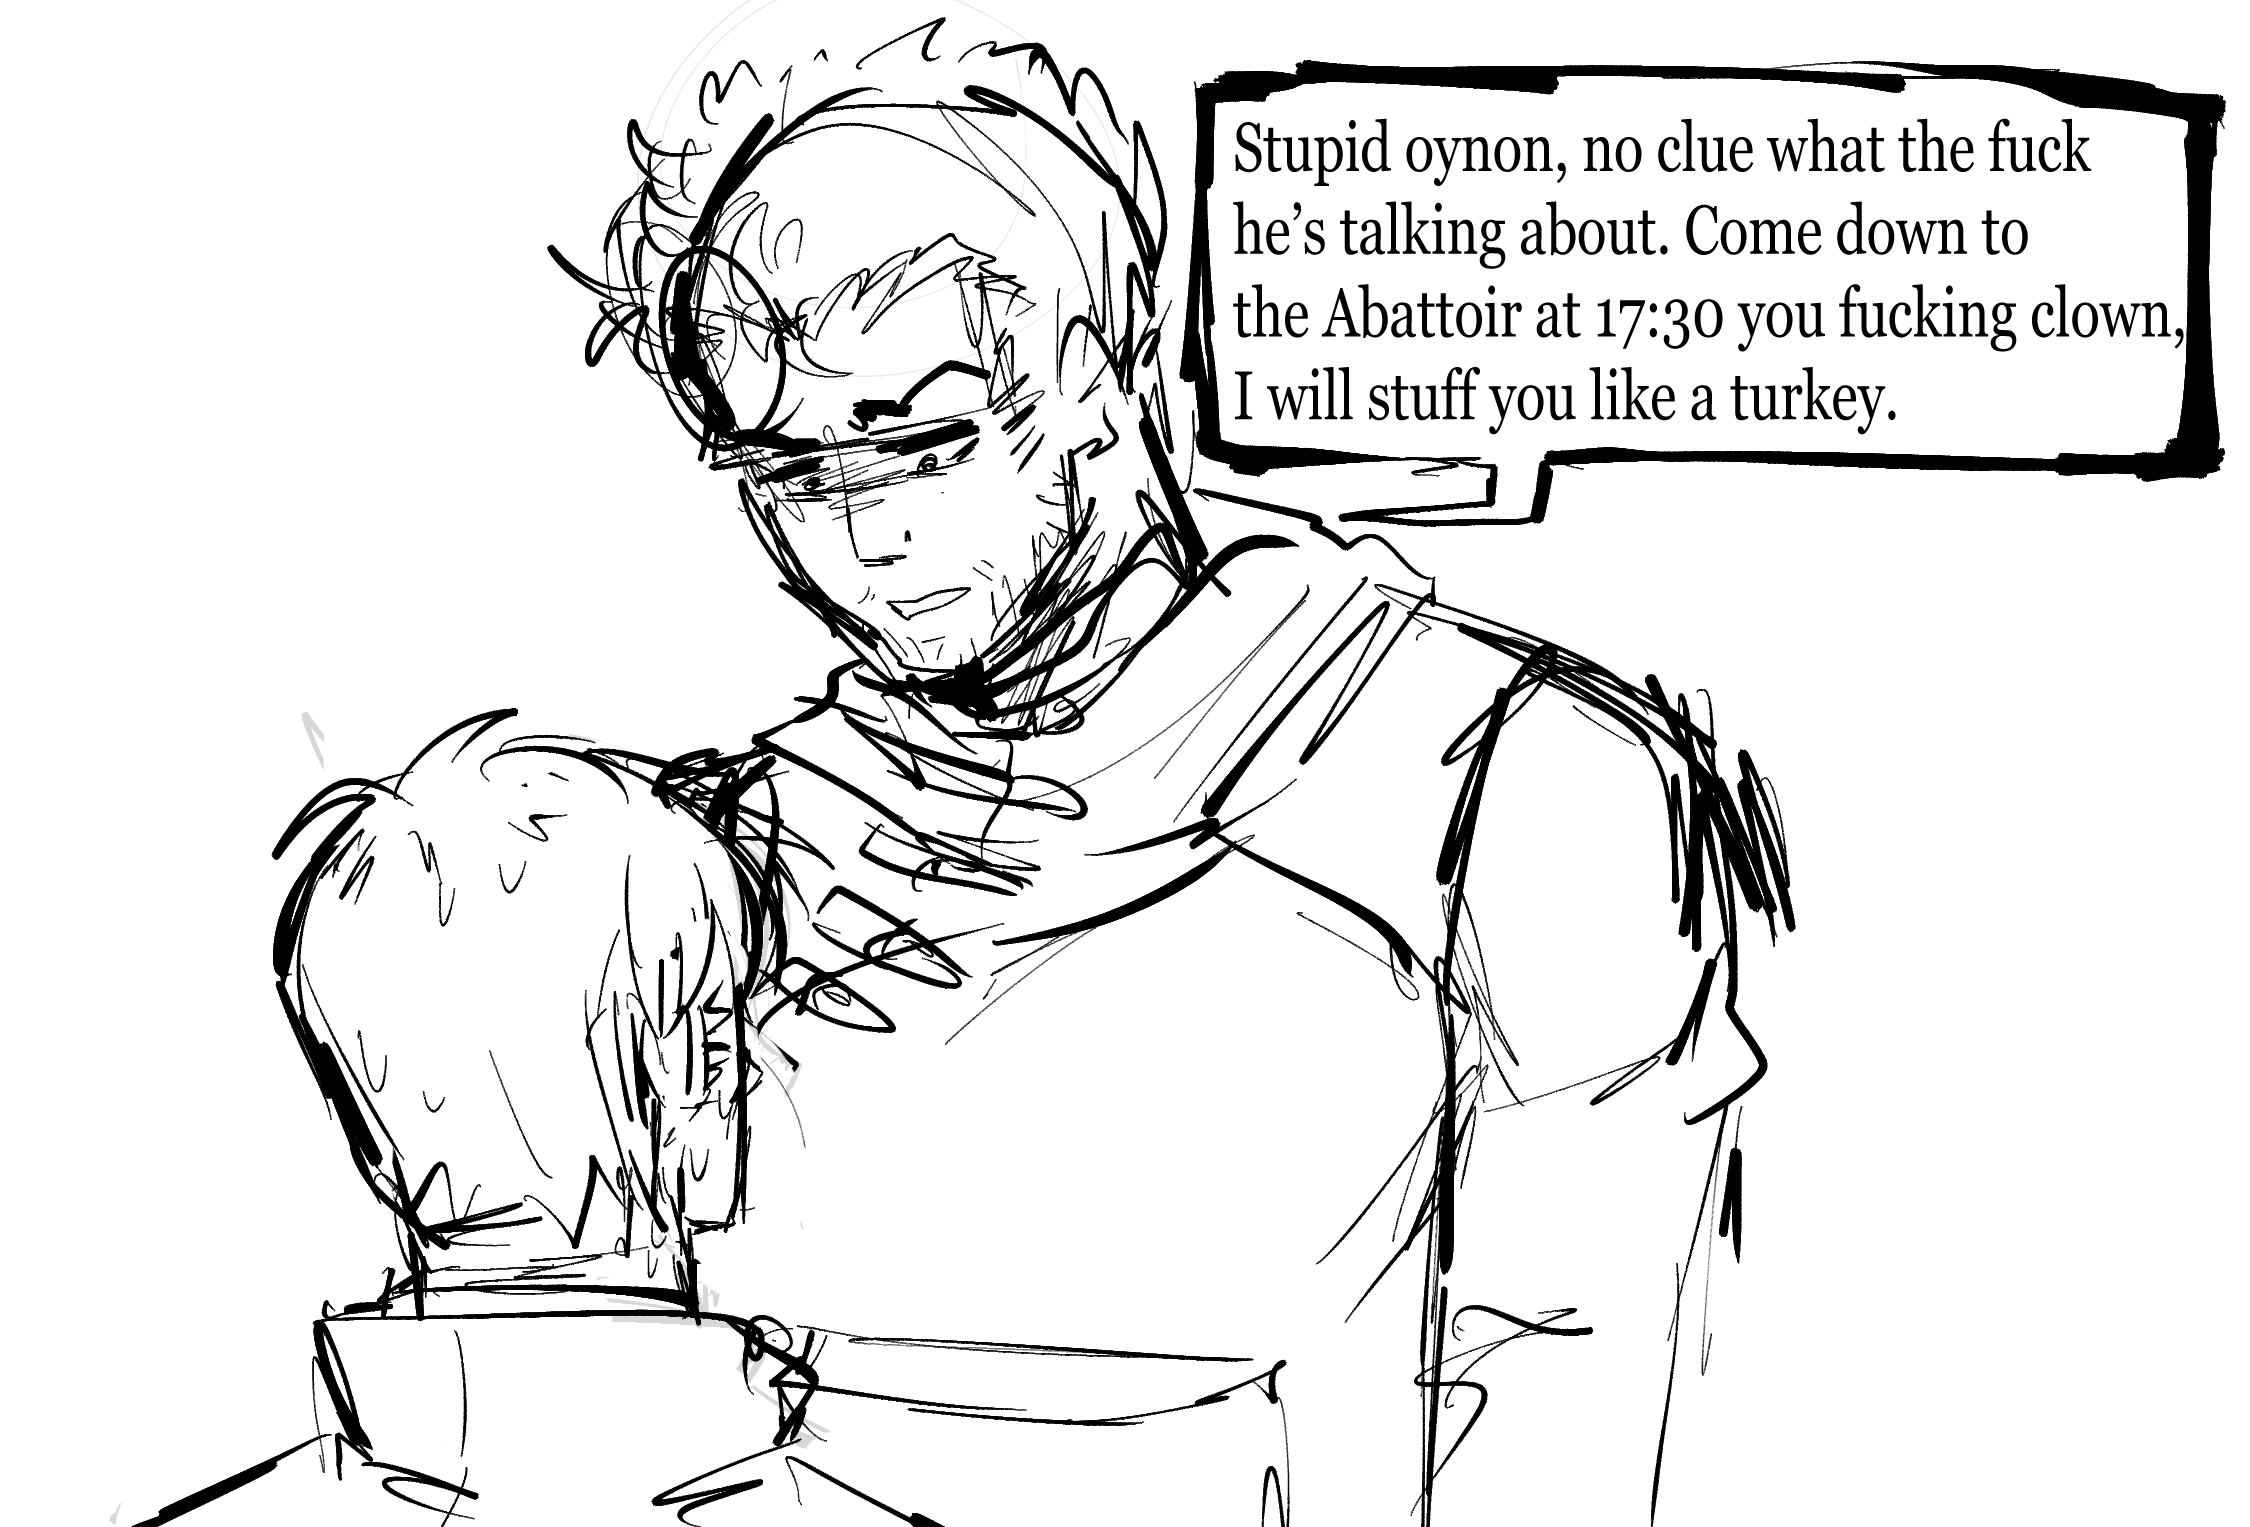 Stupid oynon, no clue what the fuck
he’s talking about. Come down to
the Abattoir at 17:30 you fucking clown,
I will stuff you like a turkey.